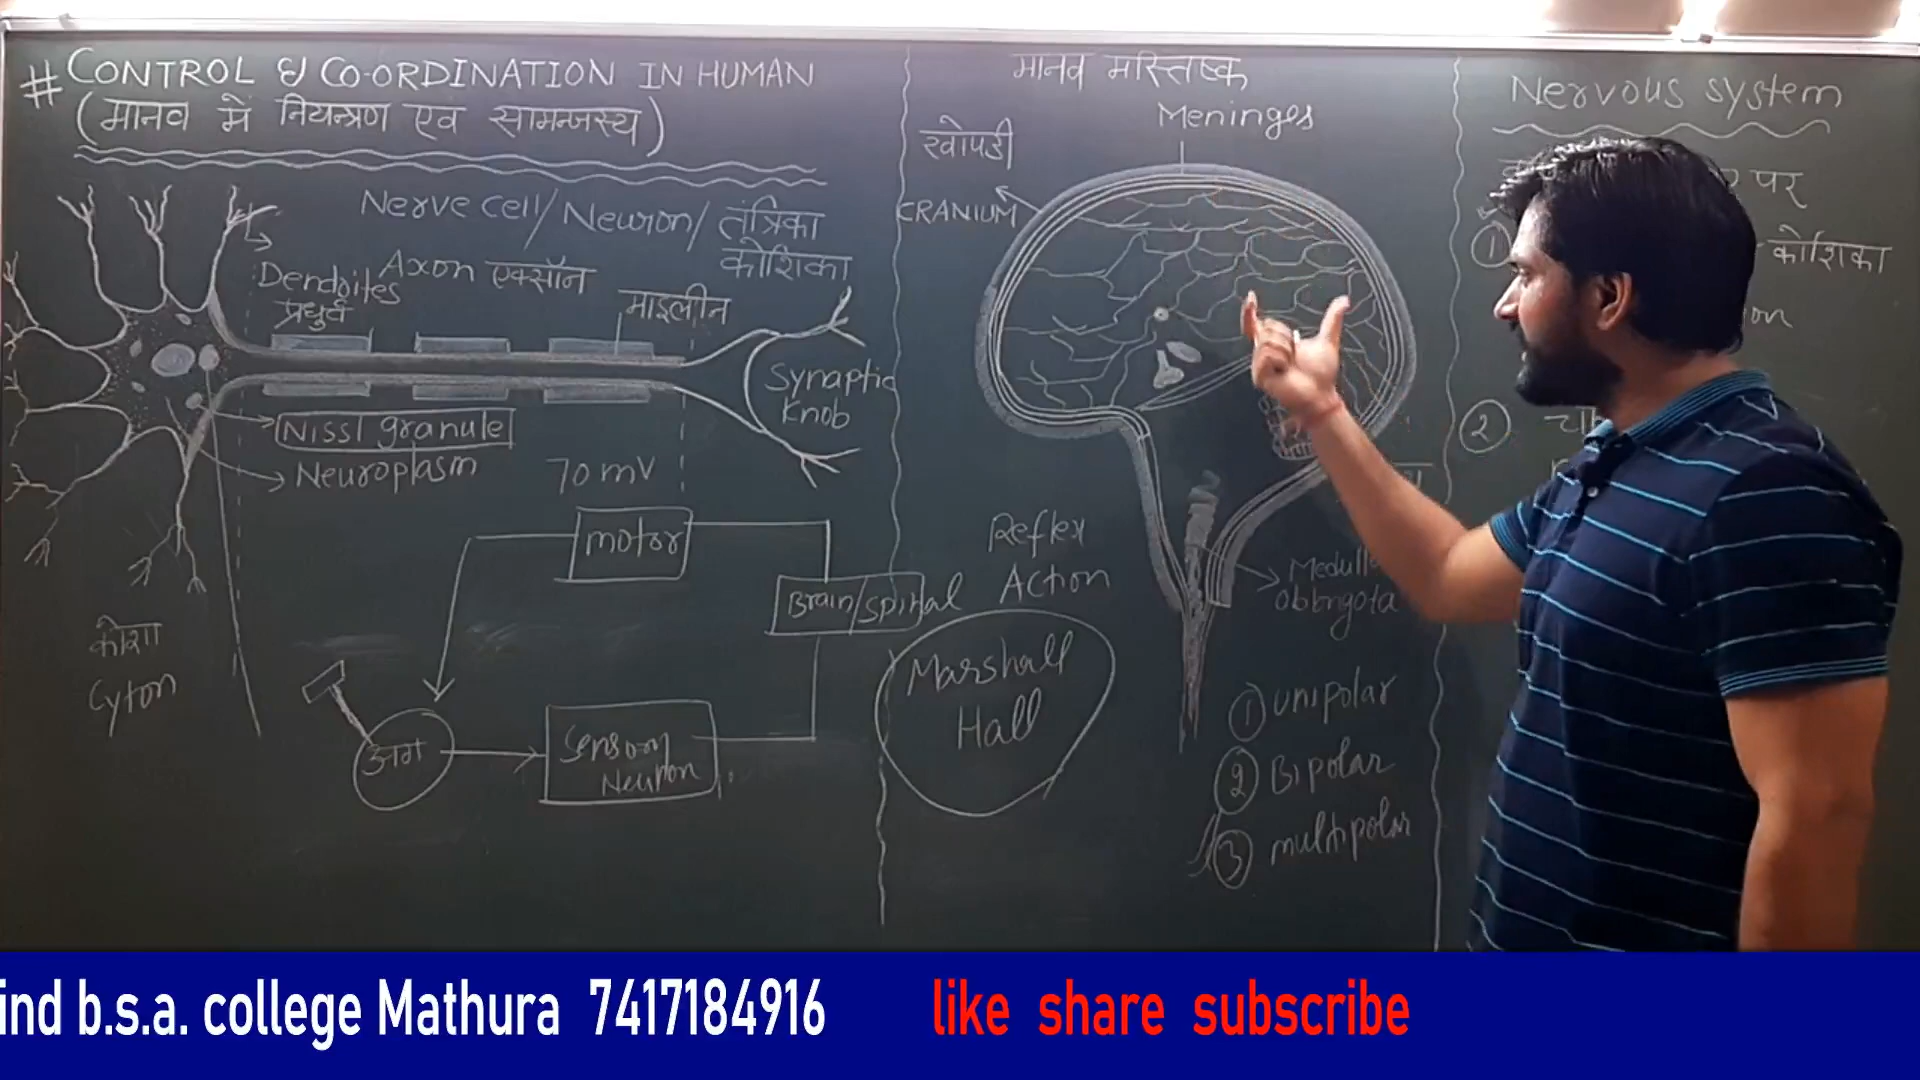 # CONTROL & CO-ORDINATION IN HUMAN
(मानव में नियन्त्रण एवं सामन्जस्य)
Nerve cell/Neuron/तंत्रिका
कोशिका
Dendrites
प्रधुर्व
Axon एक्सॉन
माइलीन
Synaptic
Knob
Nissl granule
Neuroplasm
70 mV
motor
Brain/spinal
अंग
Sensory
Neuron
कोशा
Cyton
मानव मस्तिष्क
Meninges
खोपडी
CRANIUM
Reflex
Action
Marshall
Hall
Medulla
oblongota
① unipolar
② Bipolar
③ multipolar
Nervous system
पर
① कोशिका
②
ind b.s.a. college Mathura 7417184916 like share subscribe